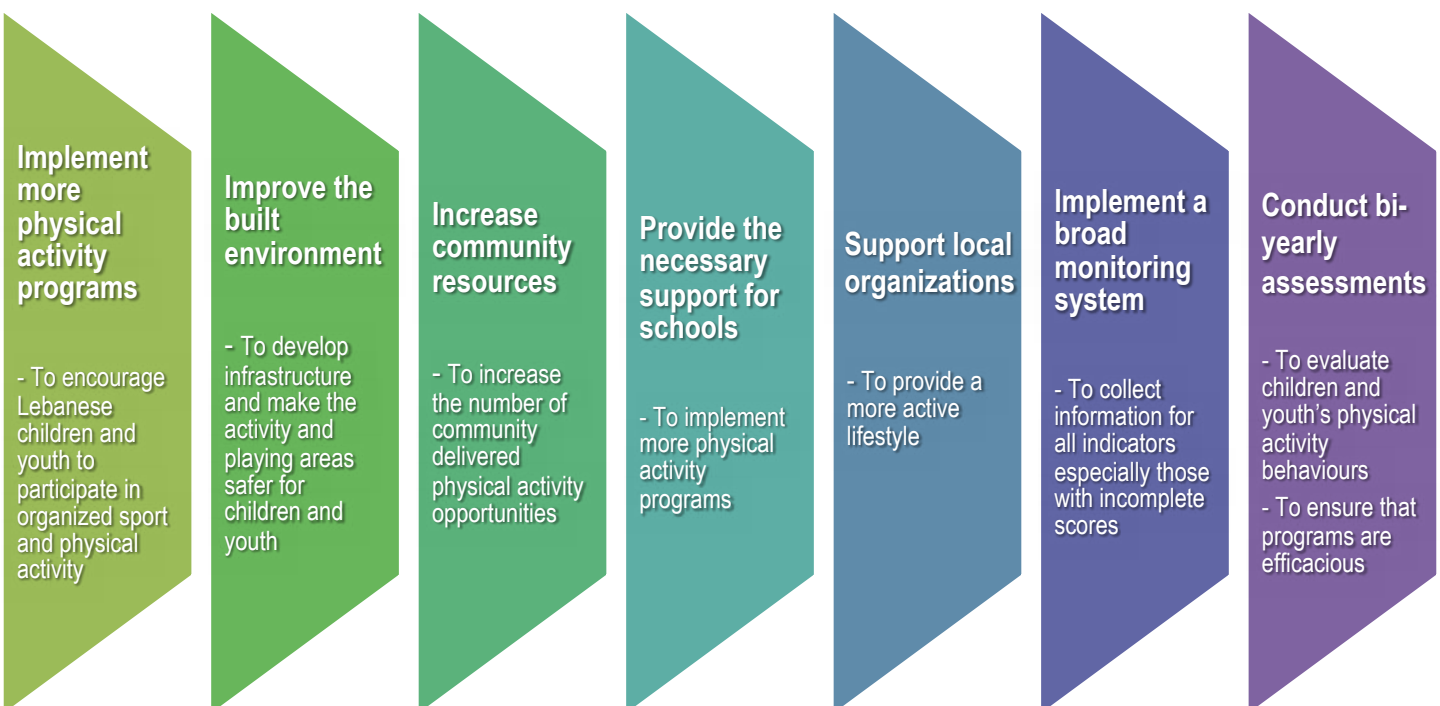 Implement
more
physical
activity
programs
- To encourage
Lebanese
children and
youth to
participate in
organized sport
and physical
activity
Improve the
built
environment
- To develop
infrastructure
and make the
activity and
playing areas
safer for
children and
youth
Increase
community
resources
- To increase
the number of
community
delivered
physical activity
opportunities
Provide the
necessary
support for
schools
- To implement
more physical
activity
programs
Support local
organizations
- To provide a
more active
lifestyle
Implement a
broad
monitoring
system
- To collect
information for
all indicators
especially those
with incomplete
scores
Conduct bi-
yearly
assessments
- To evaluate
children and
youth's physical
activity
behaviours
- To ensure that
programs are
efficacious